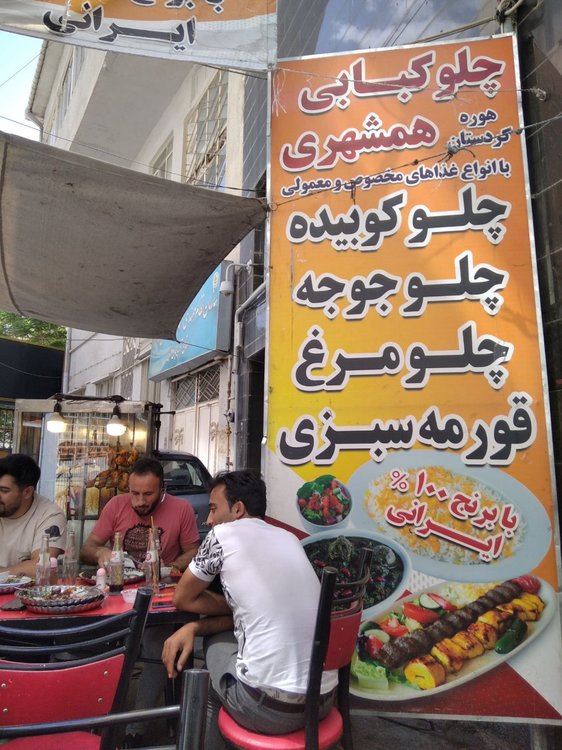 ایرانی
چلوکبابی
همشهری
هوره
کردستان
با انواع غذاهای مخصوص و معمولی
چلو کوبیده
چلو جوجه
چلو مرغ
قورمه سبزی
با برنج ۱۰۰٪
ایرانی